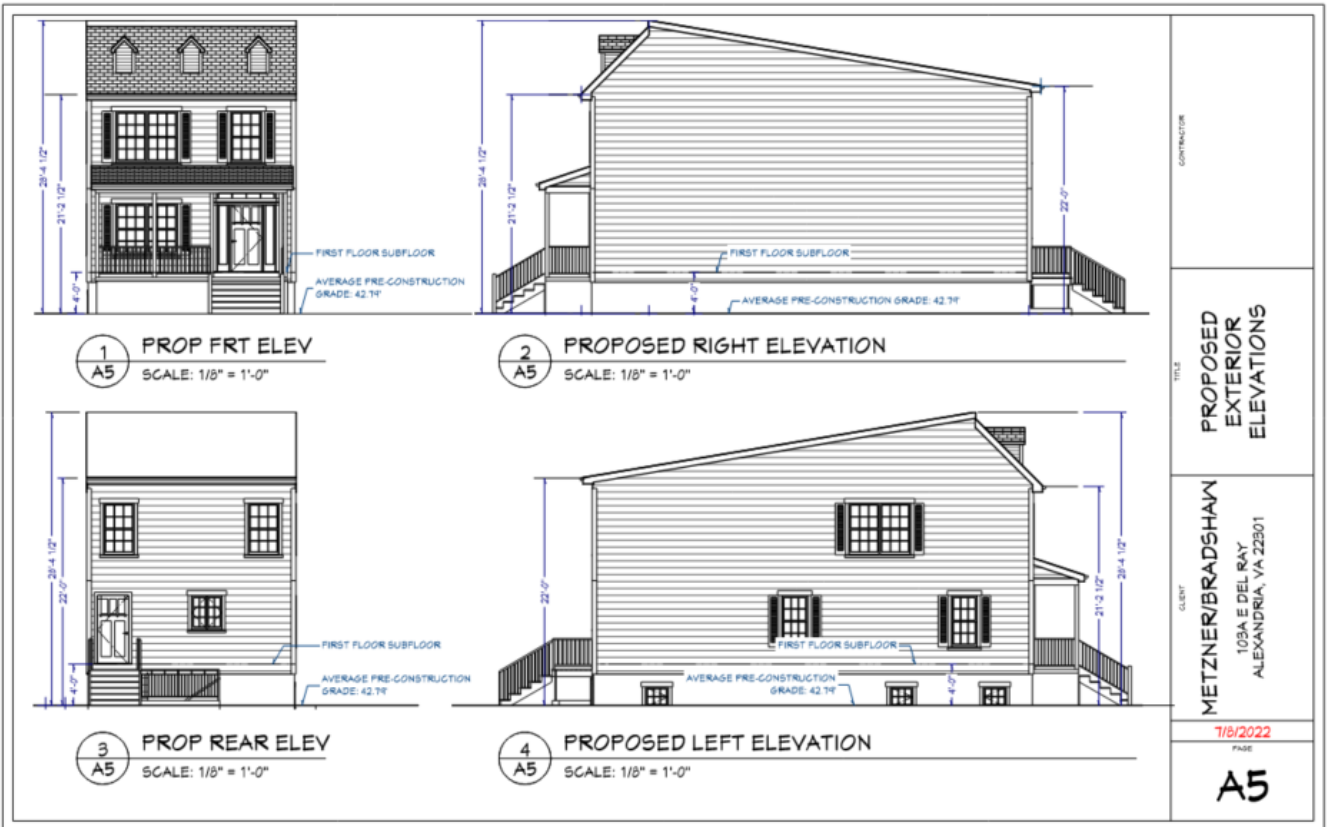 28'-4 1/2"
21'-2 1/2"
4'-0"
FIRST FLOOR SUBFLOOR
AVERAGE PRE-CONSTRUCTION
GRADE: 42.79'
1
A5
PROP FRT ELEV
SCALE: 1/8" = 1'-0"
28'-4 1/2"
21'-2 1/2"
22'-0"
4'-0"
FIRST FLOOR SUBFLOOR
AVERAGE PRE-CONSTRUCTION GRADE: 42.79'
2
A5
PROPOSED RIGHT ELEVATION
SCALE: 1/8" = 1'-0"
28'-4 1/2"
22'-0"
4'-0"
FIRST FLOOR SUBFLOOR
AVERAGE PRE-CONSTRUCTION
GRADE: 42.79'
3
A5
PROP REAR ELEV
SCALE: 1/8" = 1'-0"
22'-0"
FIRST FLOOR SUBFLOOR
AVERAGE PRE-CONSTRUCTION
GRADE: 42.79'
4'-0"
21'-2 1/2"
28'-4 1/2"
4
A5
PROPOSED LEFT ELEVATION
SCALE: 1/8" = 1'-0"
CONTRACTOR
TITLE
PROPOSED
EXTERIOR
ELEVATIONS
CLIENT
METZNER/BRADSHAW
103A E DEL RAY
ALEXANDRIA, VA 22301
7/8/2022
PAGE
A5